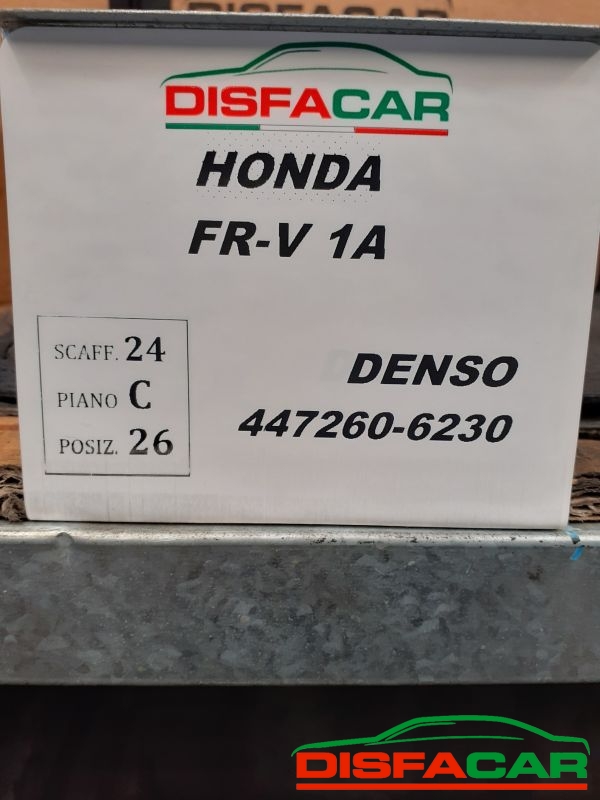 DISFACAR
HONDA
FR-V 1A
SCAFF. 24
PIANO C
POSIZ. 26
DENSO
447260-6230
DISFACAR